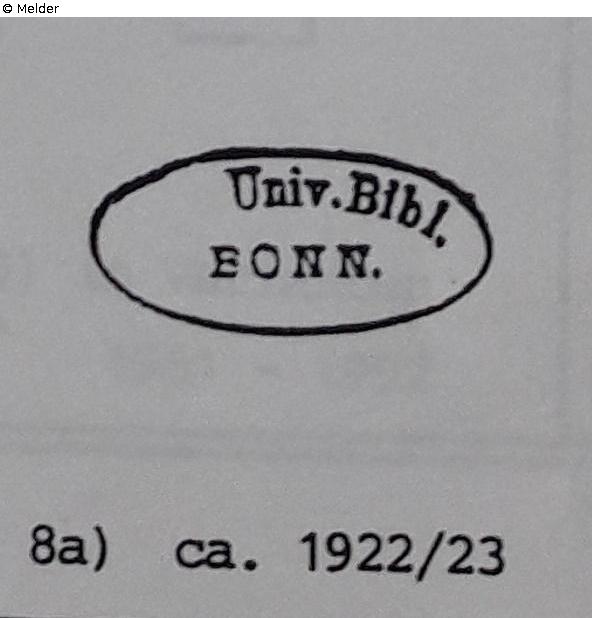 © Melder
Univ. Bibl.
BONN.
8a) ca. 1922/23